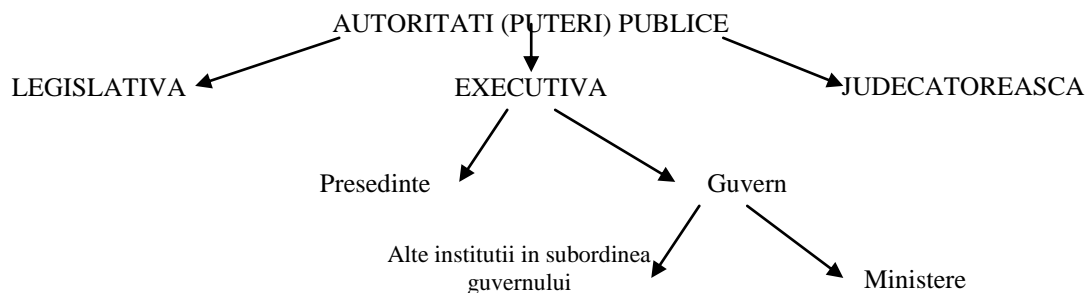 AUTORITATI (PUTERI) PUBLICE
LEGISLATIVA EXECUTIVA JUDECATOREASCA
Presedinte Guvern
Alte institutii in subordinea
guvernului
Ministere